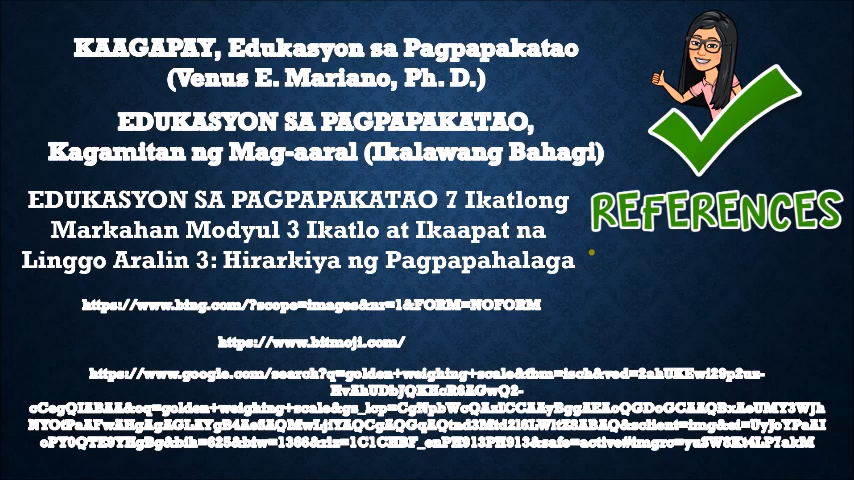 KAAGAPAY, Edukasyon sa Pagpapakatao
(Venus E. Mariano, Ph. D.)
EDUKASYON SA PAGPAPAKATAO,
Kagamitan ng Mag-aaral (Ikalawang Bahagi)
EDUKASYON SA PAGPAPAKATAO 7 Ikatlong
Markahan Modyul 3 Ikatlo at Ikaapat na
Linggo Aralin 3: Hirarkiya ng Pagpapahalaga
REFERENCES
https://www.bing.com/?scope=images&nr=1&FORM=NOFORM
https://www.bitmoji.com/